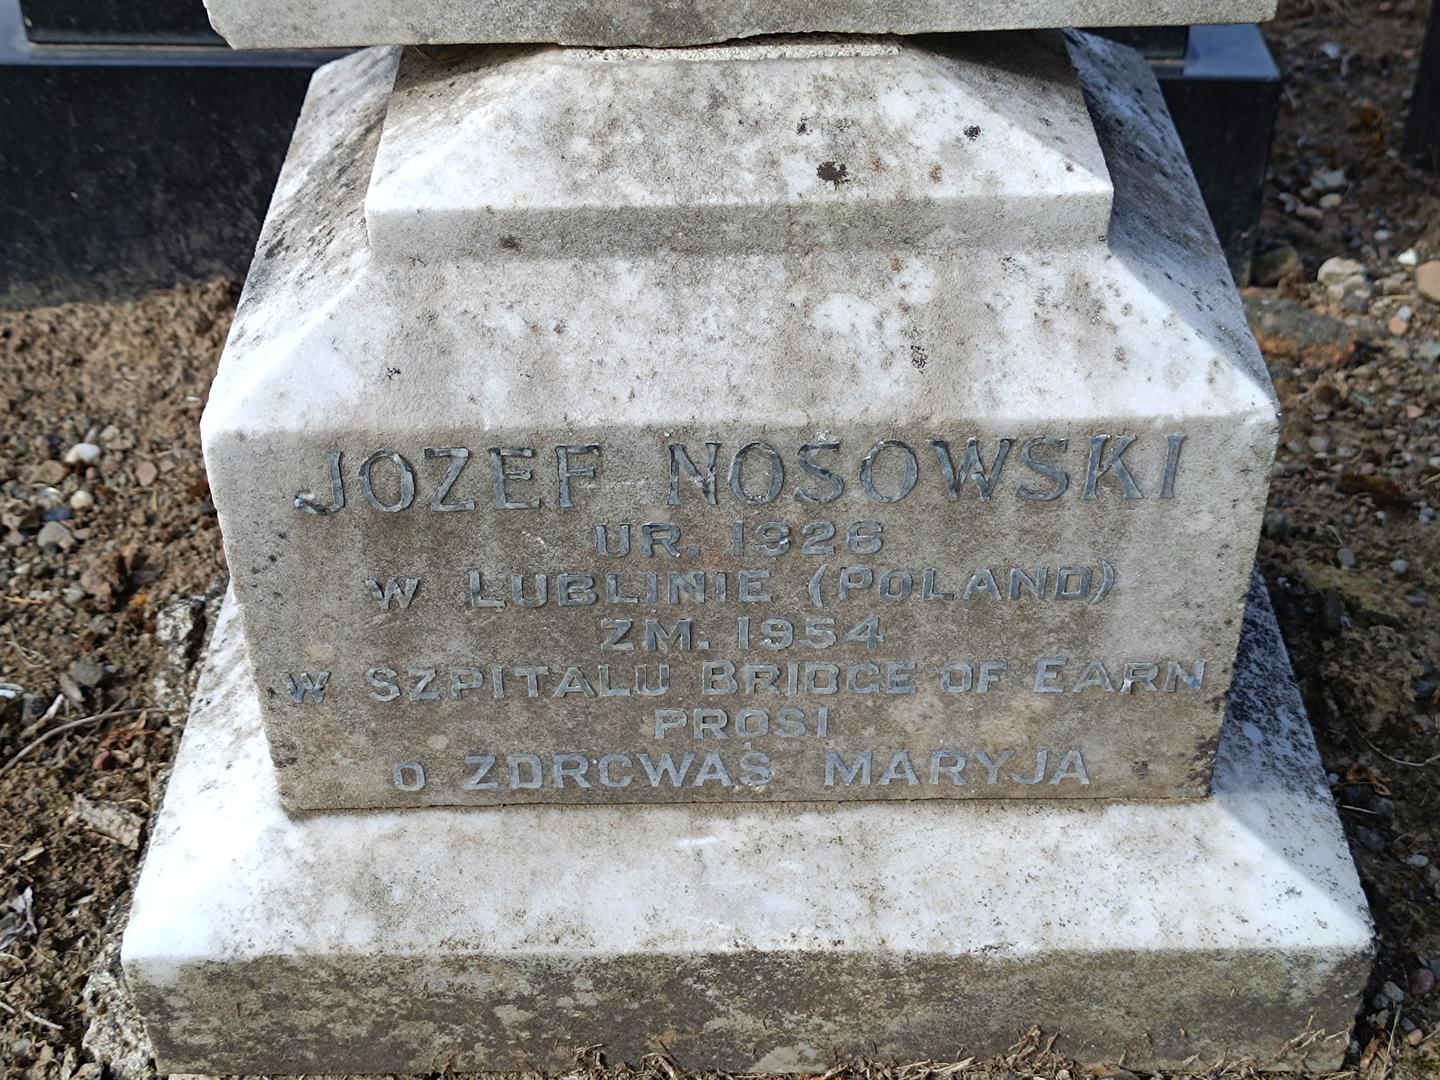 JOZEF NOSOWSKI
UR. 1926
W LUBLINIE (POLAND)
ZM. 1954
W SZPITALU BRIDGE OF EARN
PROSI
O ZDRCWAŚ MARYJA